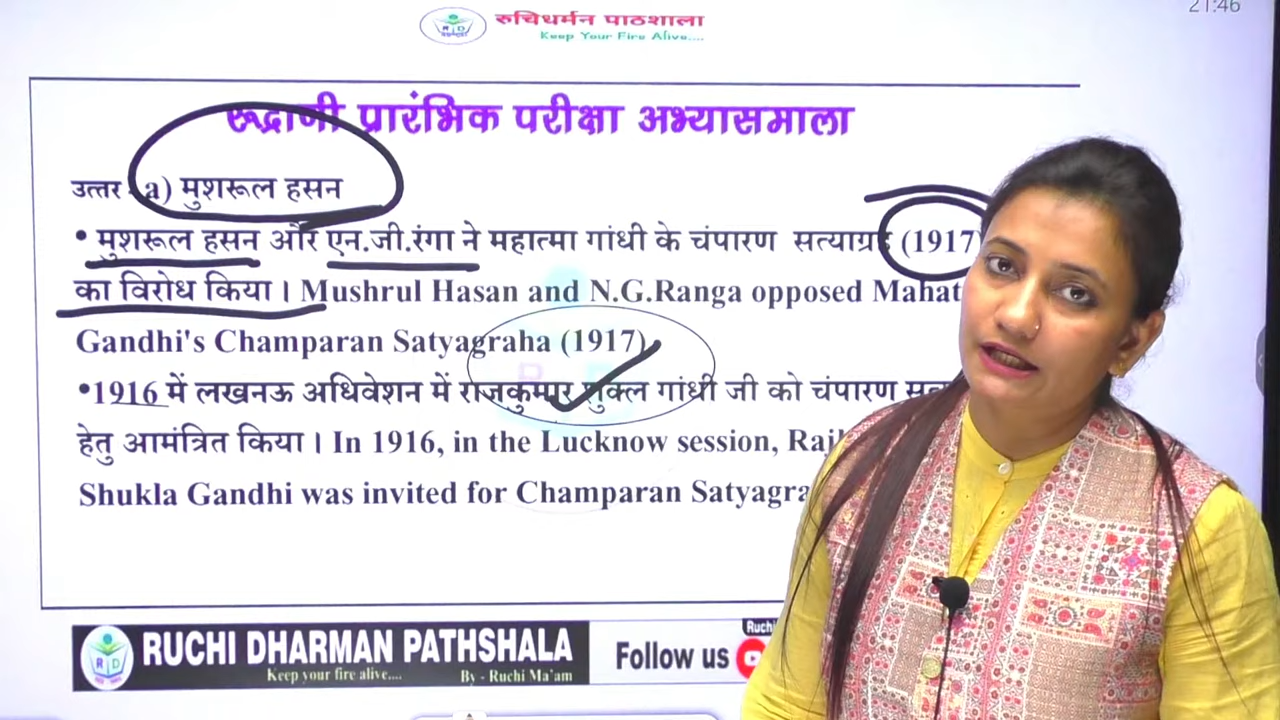 21:46
रुचिधर्मन पाठशाला
Keep Your Fire Alive....
रूद्राणी प्रारंभिक परीक्षा अभ्यासमाला
उत्तर - a) मुशरूल हसन
• मुशरूल हसन और एन.जी.रंगा ने महात्मा गांधी के चंपारण सत्याग्रह (1917)
का विरोध किया। Mushrul Hasan and N.G.Ranga opposed Mahat
Gandhi's Champaran Satyagraha (1917)
•1916 में लखनऊ अधिवेशन में राजकुमार शुक्ल गांधी जी को चंपारण
हेतु आमंत्रित किया। In 1916, in the Lucknow session,
Shukla Gandhi was invited for Champaran Satyagra
RD
RUCHI DHARMAN PATHSHALA
Keep your fire alive.... By - Ruchi Ma'am
Follow us
Ruchi